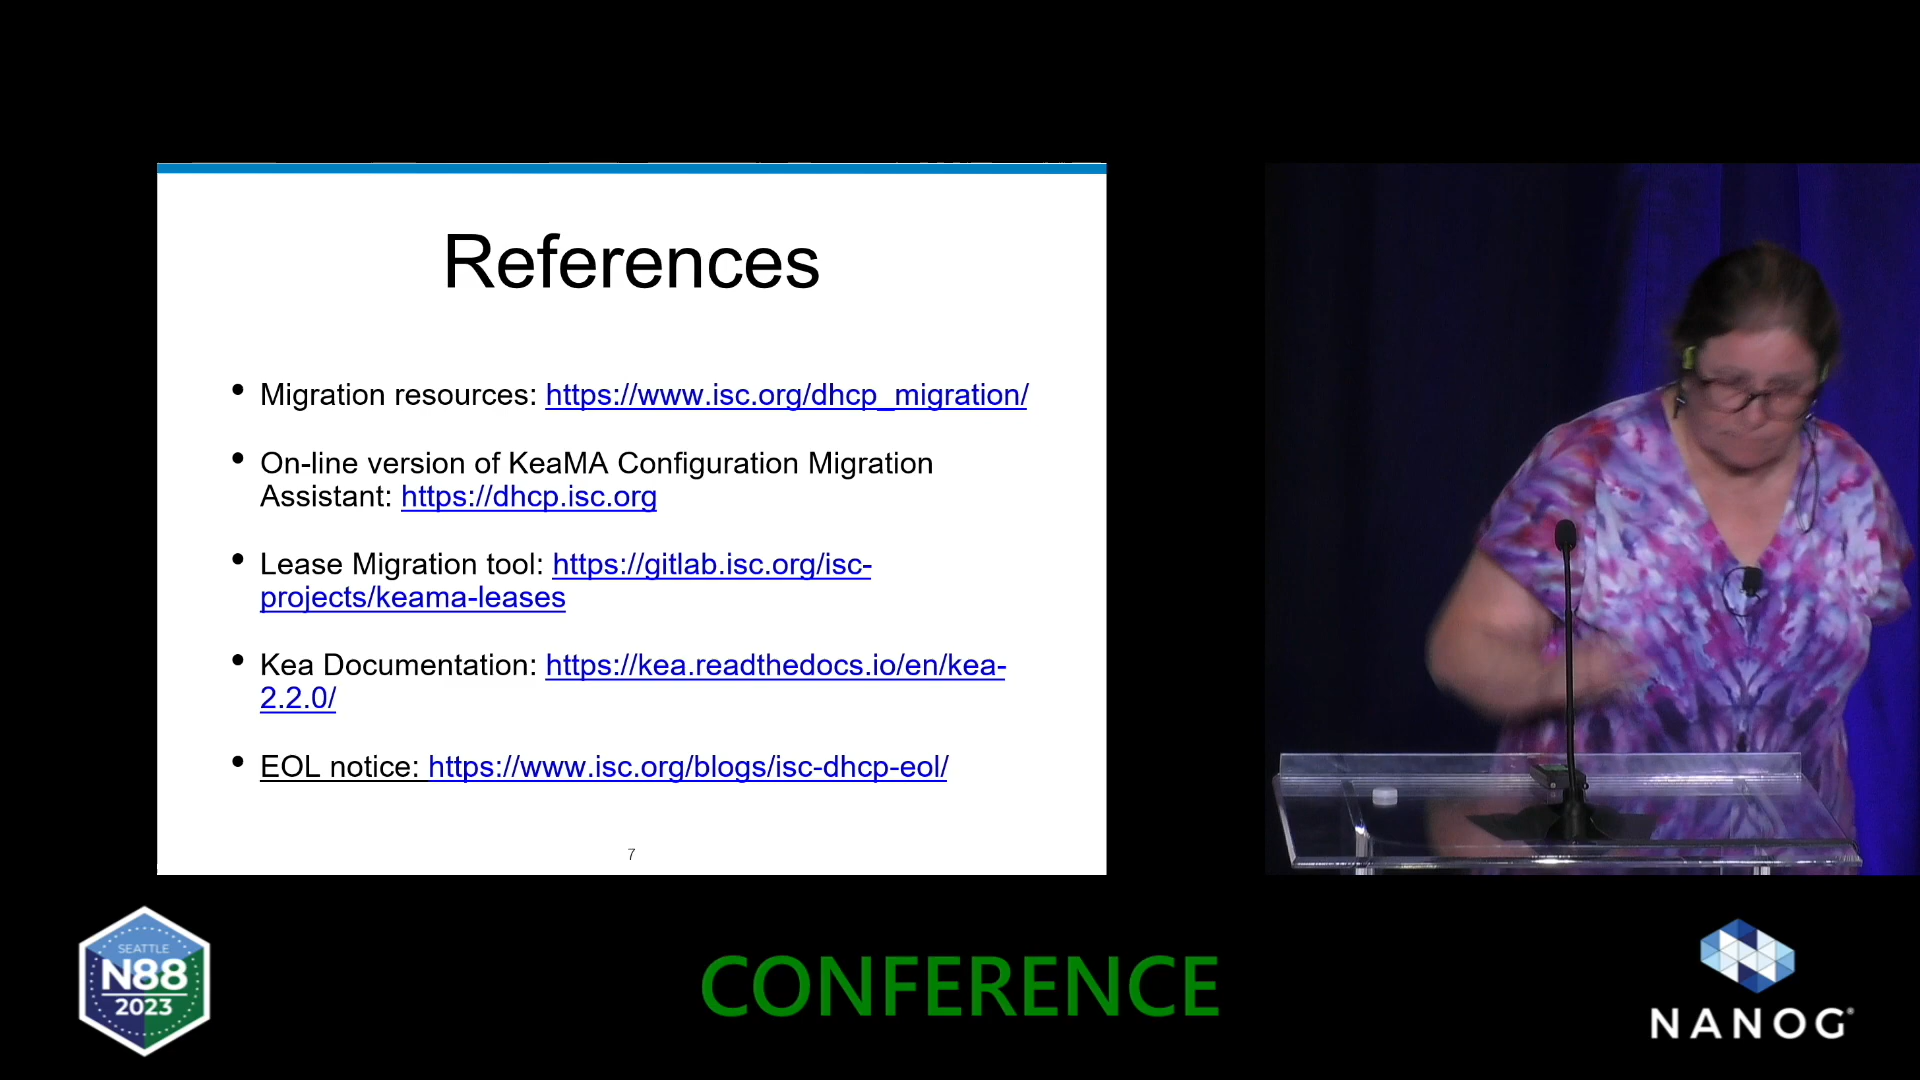 References
• Migration resources: https://www.isc.org/dhcp_migration/
• On-line version of KeaMA Configuration Migration
Assistant: https://dhcp.isc.org
• Lease Migration tool: https://gitlab.isc.org/isc-
projects/keama-leases
• Kea Documentation: https://kea.readthedocs.io/en/kea-
2.2.0/
• EOL notice: https://www.isc.org/blogs/isc-dhcp-eol/
7
SEATTLE
N88
2023
CONFERENCE
NANOG®